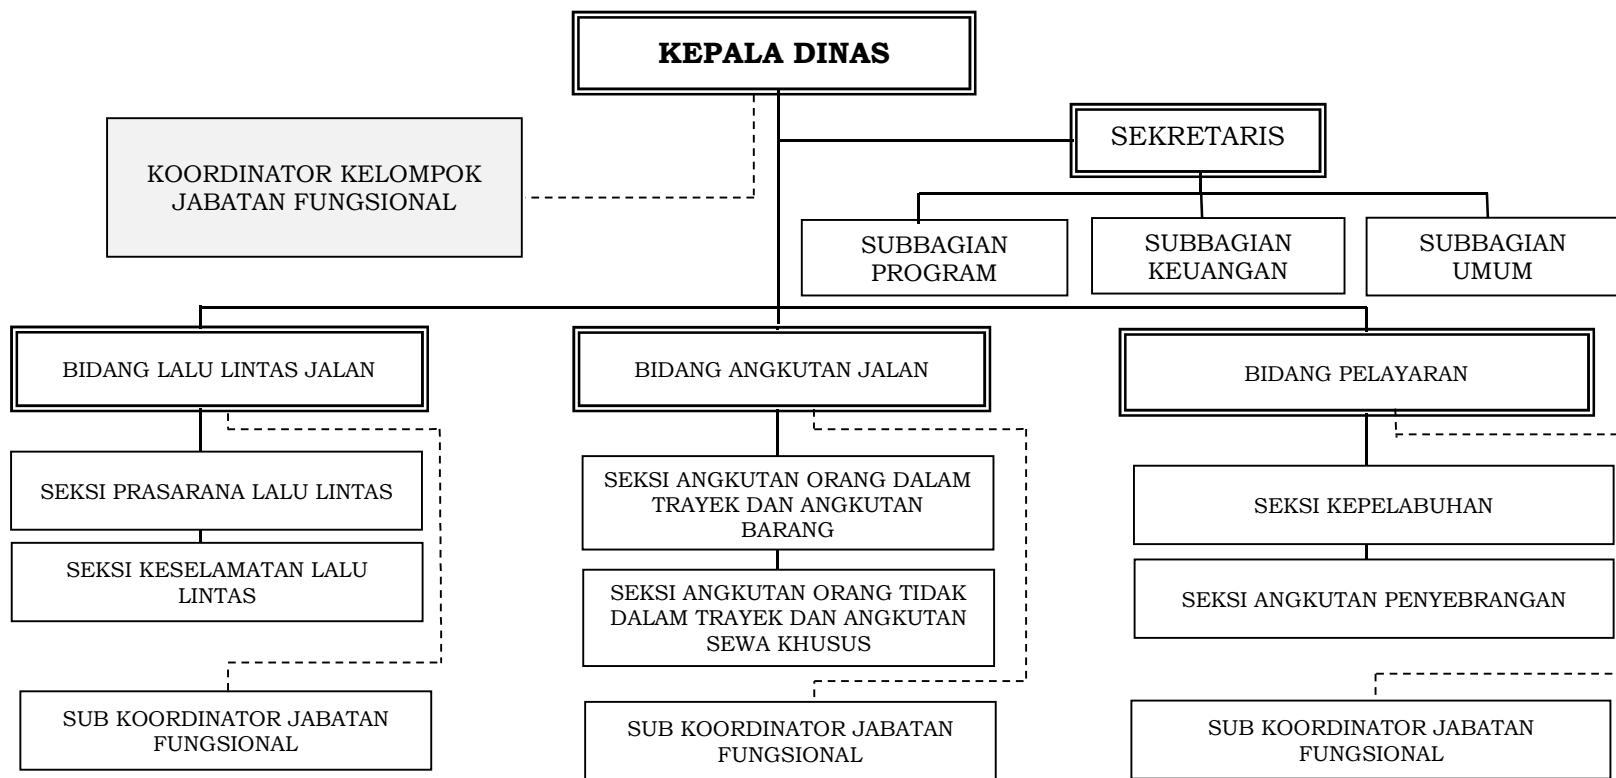 KEPALA DINAS
SEKRETARIS
KOORDINATOR KELOMPOK
JABATAN FUNGSIONAL
SUBBAGIAN
PROGRAM
SUBBAGIAN
KEUANGAN
SUBBAGIAN
UMUM
BIDANG LALU LINTAS JALAN
BIDANG ANGKUTAN JALAN
BIDANG PELAYARAN
SEKSI PRASARANA LALU LINTAS
SEKSI KESELAMATAN LALU
LINTAS
SEKSI ANGKUTAN ORANG DALAM
TRAYEK DAN ANGKUTAN
BARANG
SEKSI ANGKUTAN ORANG TIDAK
DALAM TRAYEK DAN ANGKUTAN
SEWA KHUSUS
SEKSI KEPELABUHAN
SEKSI ANGKUTAN PENYEBRANGAN
SUB KOORDINATOR JABATAN
FUNGSIONAL
SUB KOORDINATOR JABATAN
FUNGSIONAL
SUB KOORDINATOR JABATAN
FUNGSIONAL